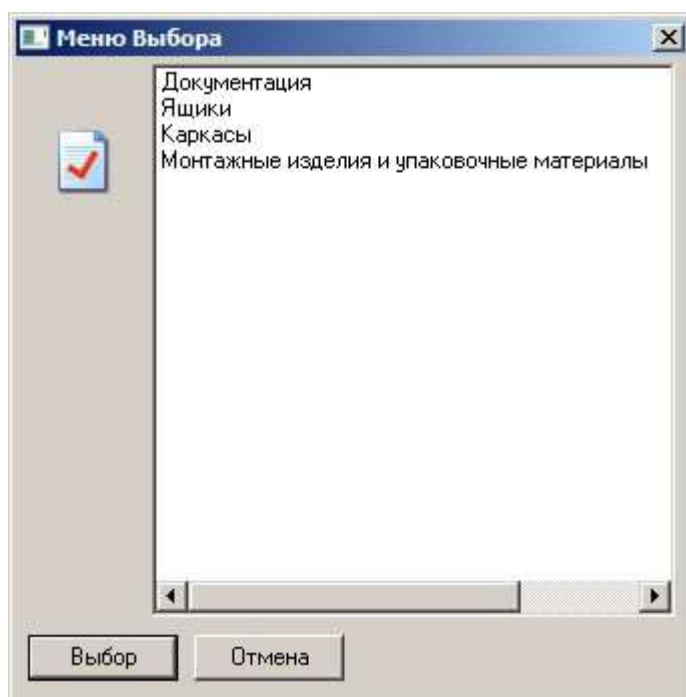 Меню Выбора
Документация
Ящики
Каркасы
Монтажные изделия и упаковочные материалы
Выбор
Отмена